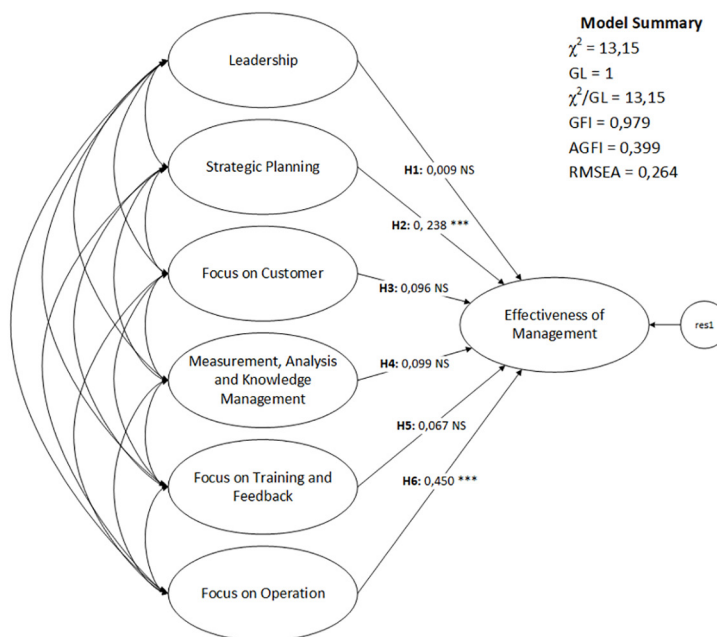 Model Summary
χ² = 13,15
GL = 1
χ²/GL = 13,15
GFI = 0,979
AGFI = 0,399
RMSEA = 0,264
Leadership
Strategic Planning
Focus on Customer
Measurement, Analysis
and Knowledge
Management
Focus on Training and
Feedback
Focus on Operation
H1: 0,009 NS
H2: 0, 238 ***
H3: 0,096 NS
H4: 0,099 NS
H5: 0,067 NS
H6: 0,450 ***
Effectiveness of
Management
res1